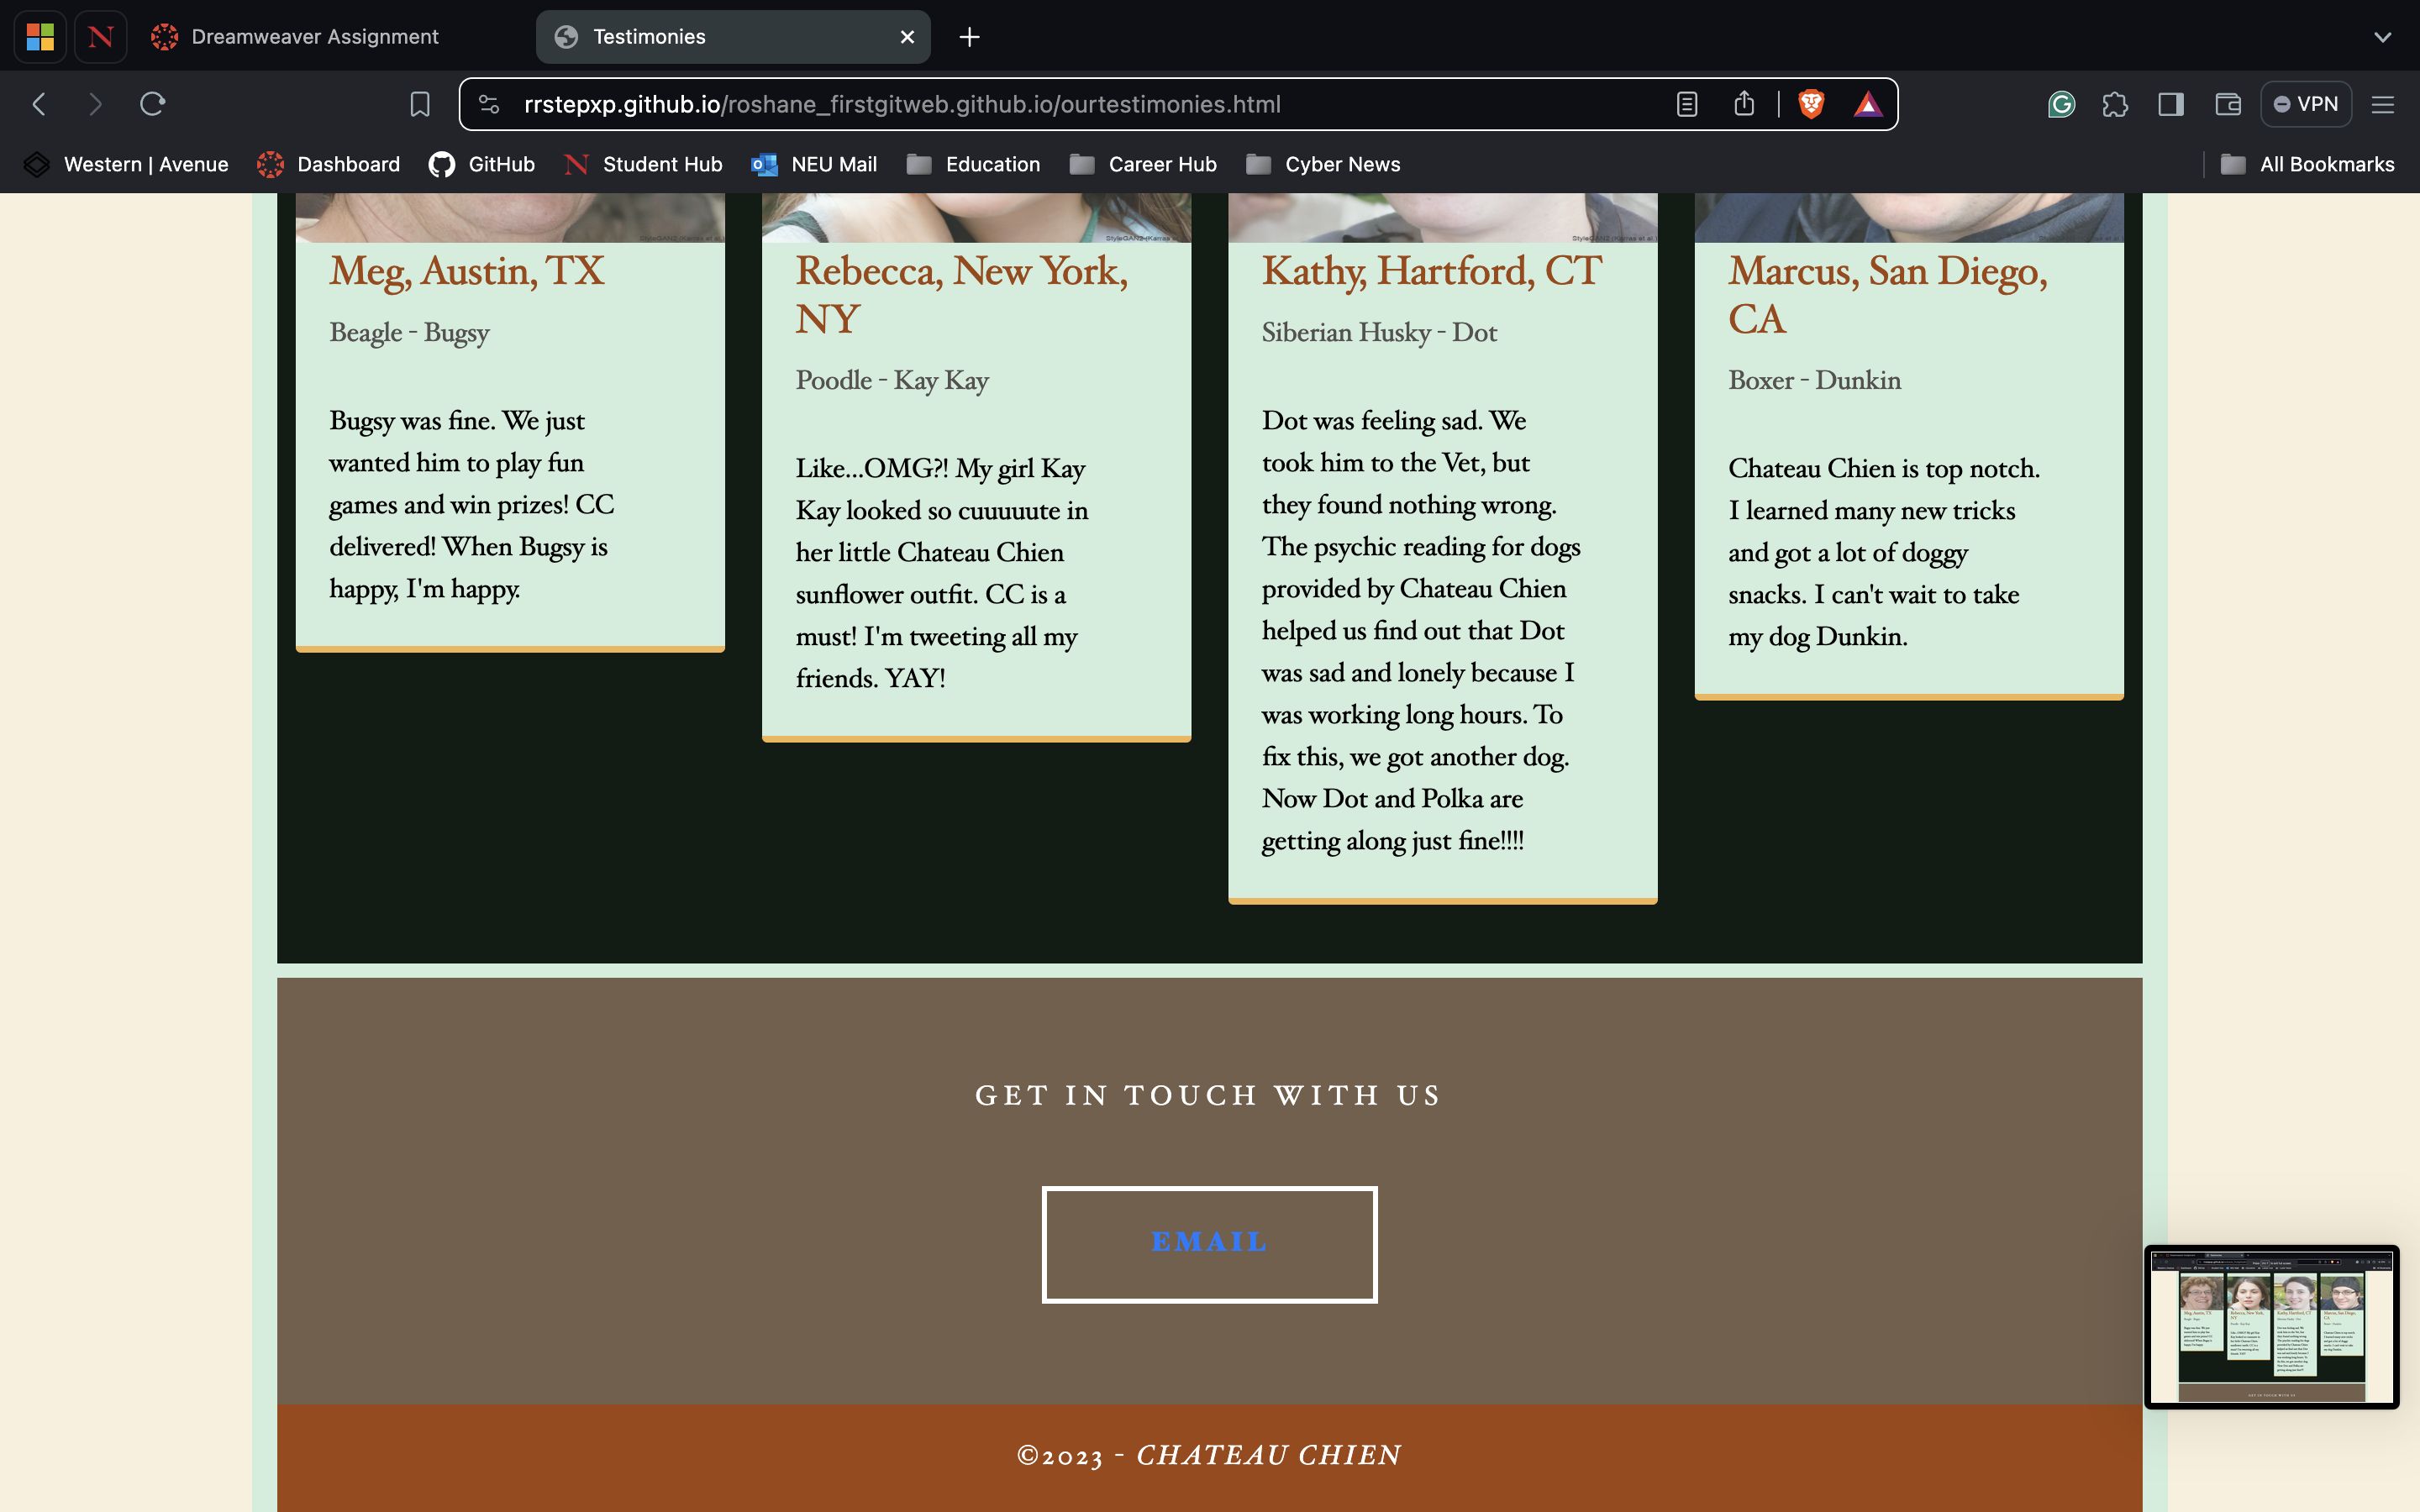 Dreamweaver Assignment
Testimonies
rrstepxp.github.io/roshane_firstgitweb.github.io/ourtestimonies.html
VPN
Western | Avenue
Dashboard
GitHub
Student Hub
NEU Mail
Education
Career Hub
Cyber News
All Bookmarks
Meg, Austin, TX
Beagle - Bugsy
Bugsy was fine. We just
wanted him to play fun
games and win prizes! CC
delivered! When Bugsy is
happy, I'm happy.
Rebecca, New York,
NY
Poodle - Kay Kay
Like...OMG?! My girl Kay
Kay looked so cuuuuute in
her little Chateau Chien
sunflower outfit. CC is a
must! I'm tweeting all my
friends. YAY!
Kathy, Hartford, CT
Siberian Husky - Dot
Dot was feeling sad. We
took him to the Vet, but
they found nothing wrong.
The psychic reading for dogs
provided by Chateau Chien
helped us find out that Dot
was sad and lonely because I
was working long hours. To
fix this, we got another dog.
Now Dot and Polka are
getting along just fine!!!!
Marcus, San Diego,
CA
Boxer - Dunkin
Chateau Chien is top notch.
I learned many new tricks
and got a lot of doggy
snacks. I can't wait to take
my dog Dunkin.
GET IN TOUCH WITH US
EMAIL
©2023 - CHATEAU CHIEN